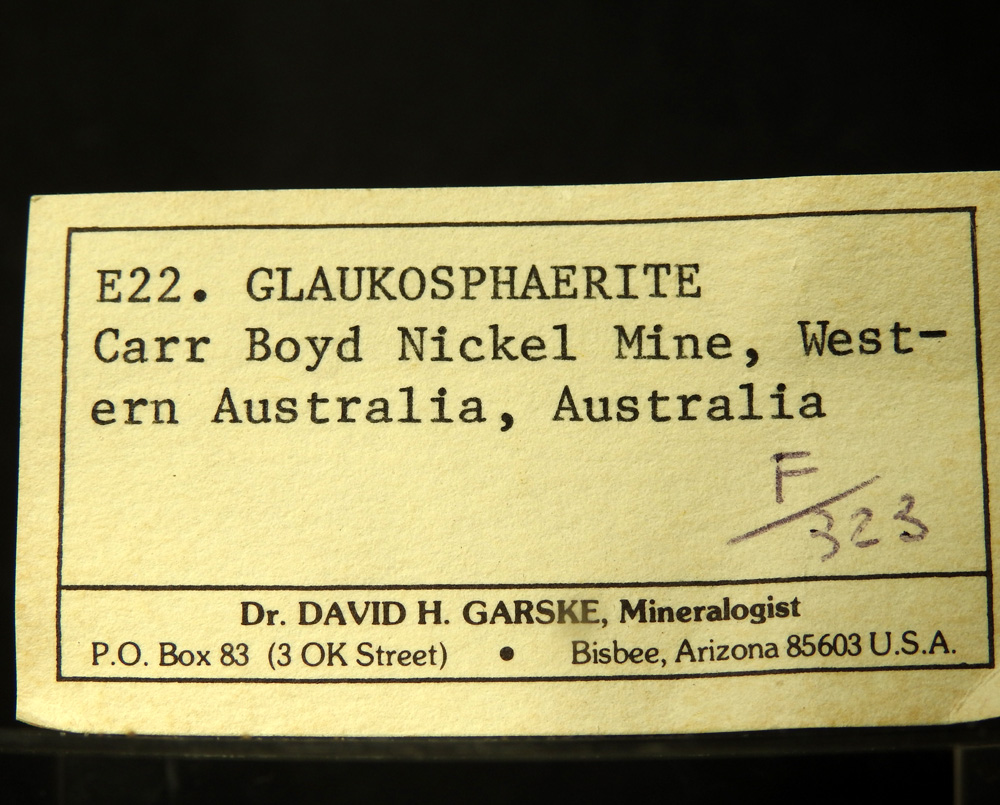 E22. GLAUKOSPHAERITE
Carr Boyd Nickel Mine, West-
ern Australia, Australia
F/323
Dr. DAVID H. GARSKE, Mineralogist
P.O. Box 83 (3 OK Street) • Bisbee, Arizona 85603 U.S.A.